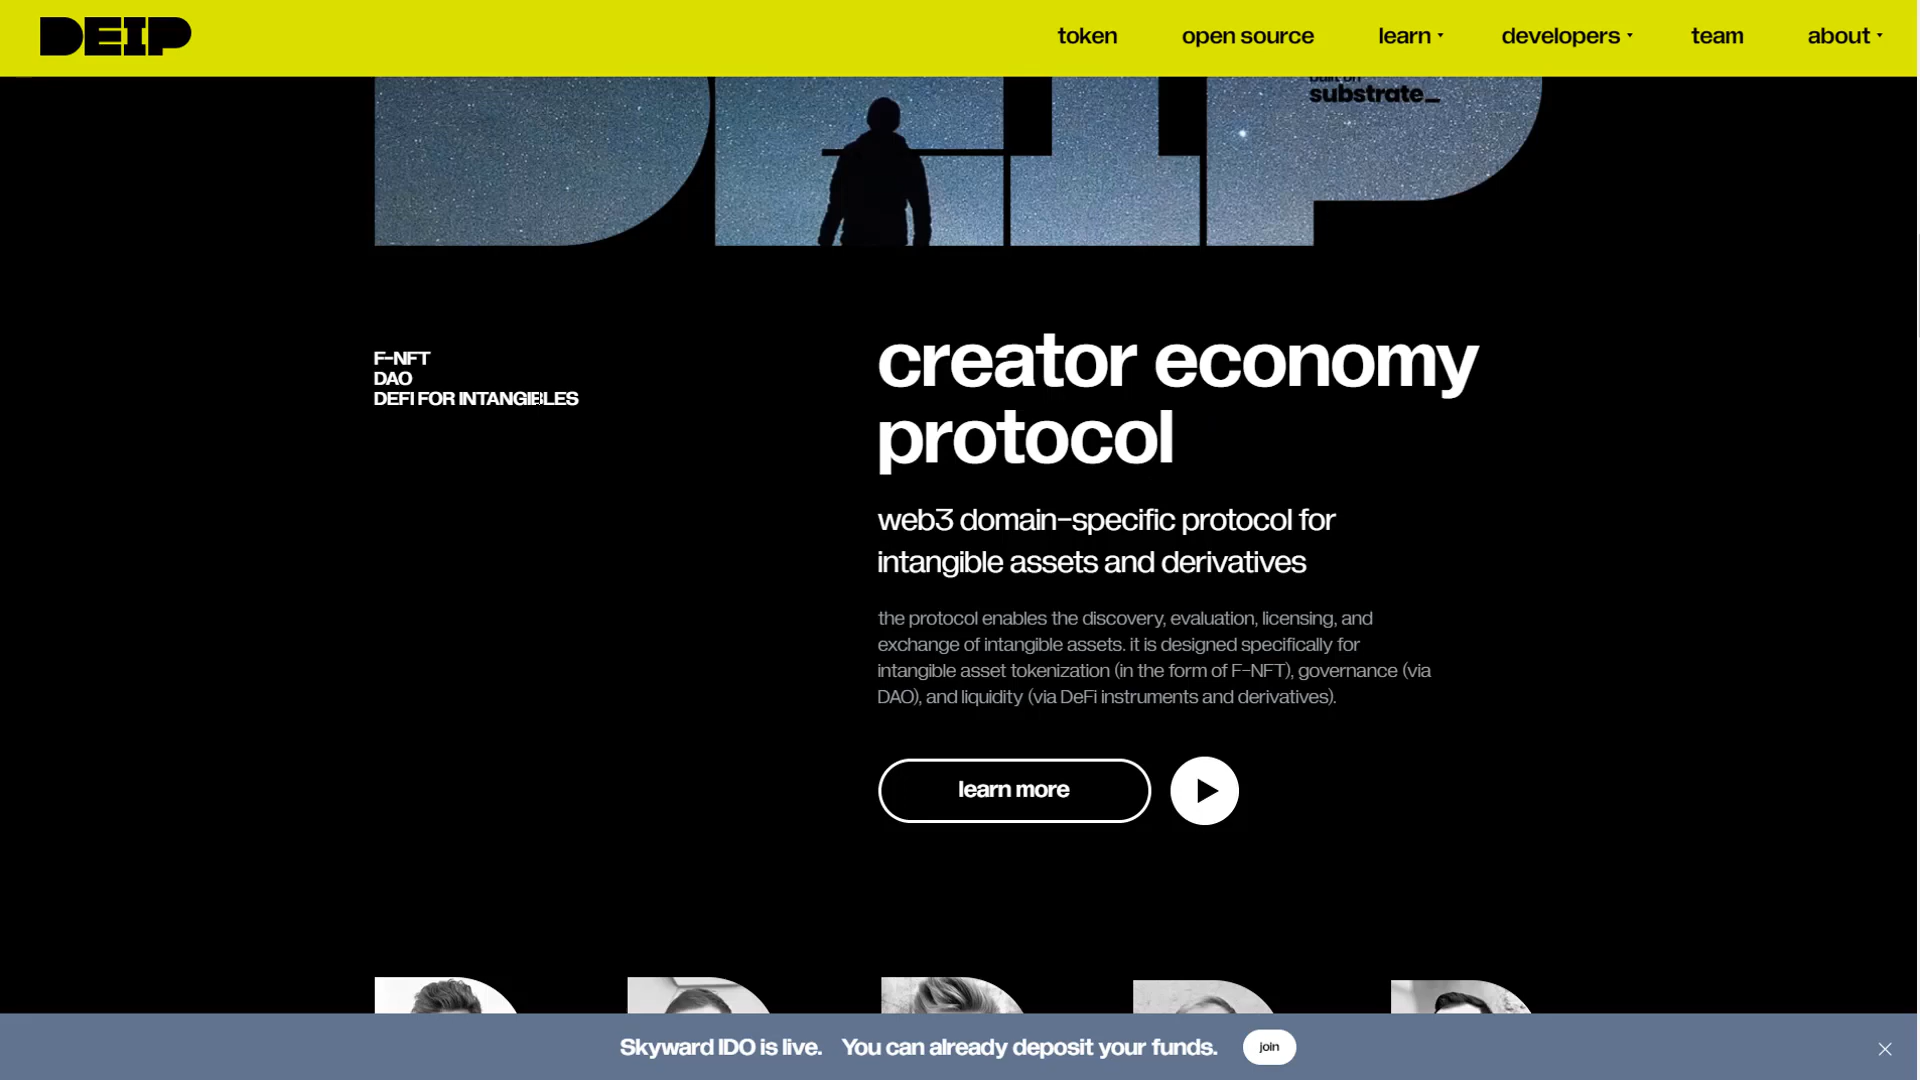 DEIP
token
open source
learn
developers
team
about
substrate_
F-NFT
DAO
DEFI FOR INTANGIBLES
creator economy
protocol
web3 domain-specific protocol for
intangible assets and derivatives
the protocol enables the discovery, evaluation, licensing, and
exchange of intangible assets. it is designed specifically for
intangible asset tokenization (in the form of F-NFT), governance (via
DAO), and liquidity (via DeFi instruments and derivatives).
learn more
Skyward IDO is live. You can already deposit your funds. join